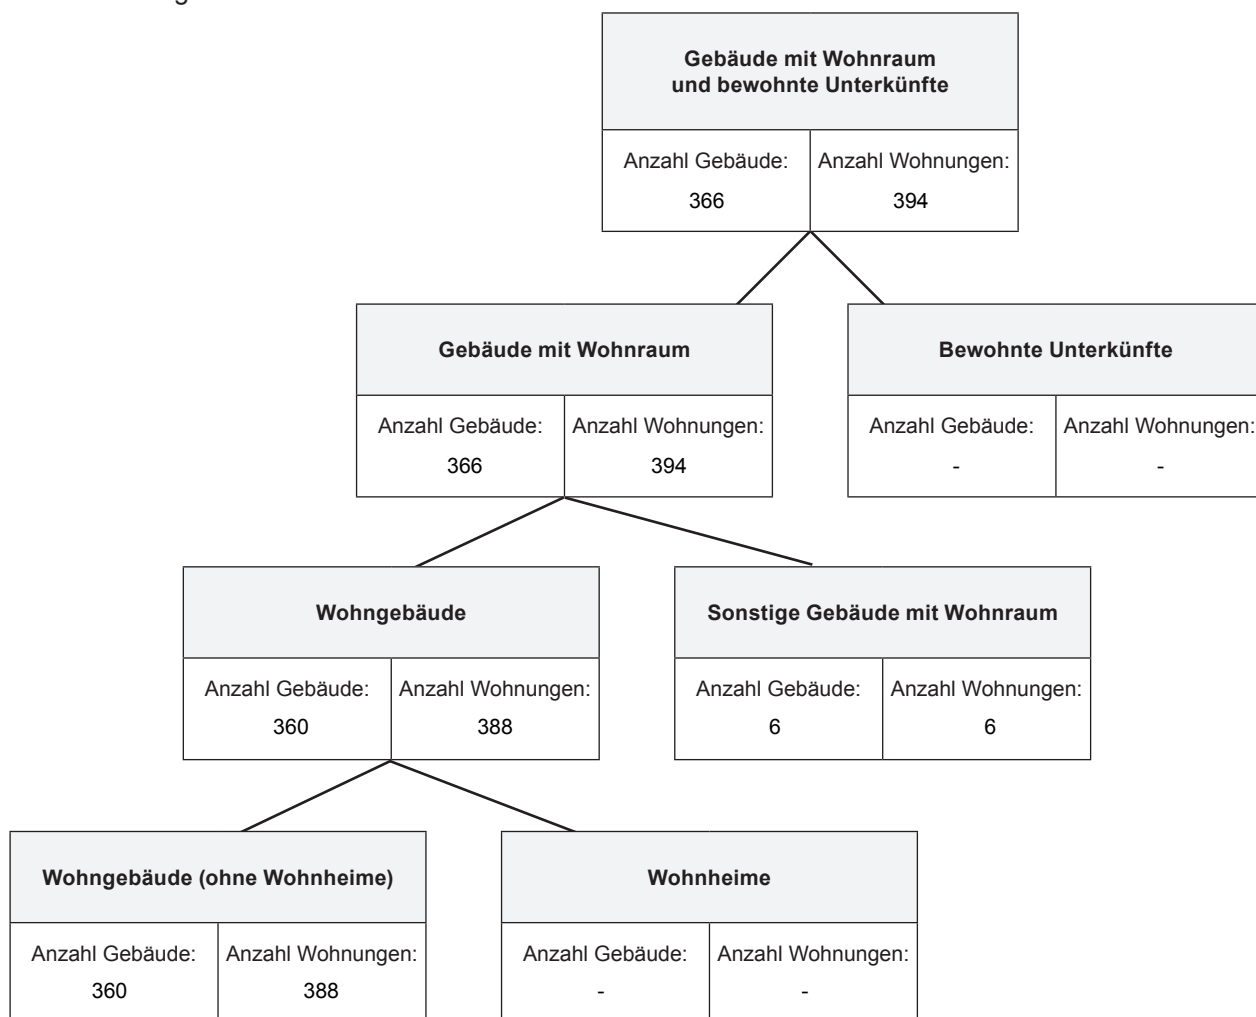 Gebäude mit Wohnraum
und bewohnte Unterkünfte
Anzahl Gebäude: Anzahl Wohnungen:
366 394
Gebäude mit Wohnraum Bewohnte Unterkünfte
Anzahl Gebäude: Anzahl Wohnungen: Anzahl Gebäude: Anzahl Wohnungen:
366 394 - -
Wohngebäude Sonstige Gebäude mit Wohnraum
Anzahl Gebäude: Anzahl Wohnungen: Anzahl Gebäude: Anzahl Wohnungen:
360 388 6 6
Wohngebäude (ohne Wohnheime) Wohnheime
Anzahl Gebäude: Anzahl Wohnungen: Anzahl Gebäude: Anzahl Wohnungen:
360 388 - -